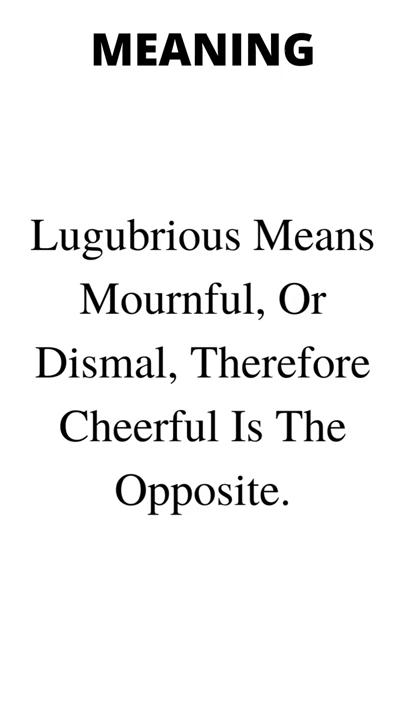 MEANING
Lugubrious Means
Mournful, Or
Dismal, Therefore
Cheerful Is The
Opposite.